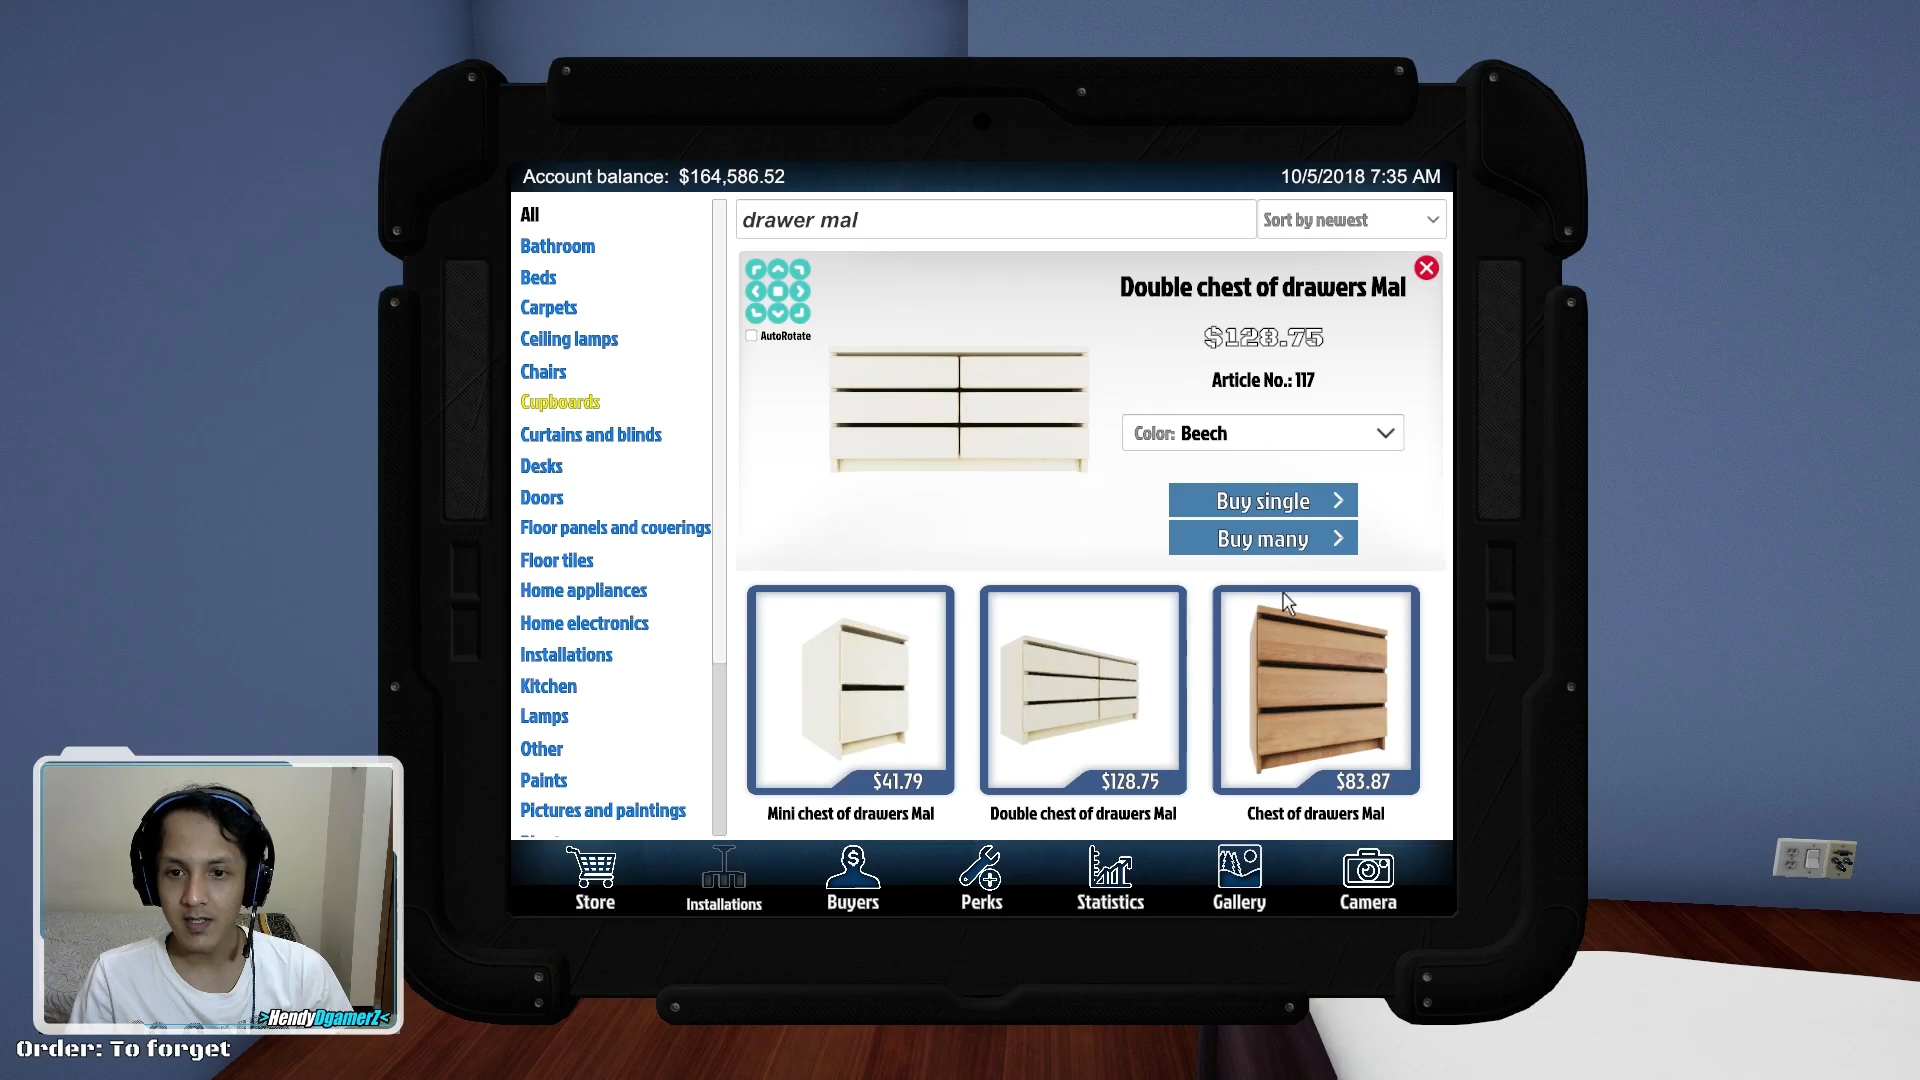 Account balance: $164,586.52
10/5/2018 7:35 AM
All
Bathroom
Beds
Carpets
Ceiling lamps
Chairs
Cupboards
Curtains and blinds
Desks
Doors
Floor panels and coverings
Floor tiles
Home appliances
Home electronics
Installations
Kitchen
Lamps
Other
Paints
Pictures and paintings
drawer mal
Sort by newest
AutoRotate
Double chest of drawers Mal
$128.75
Article No.: 117
Color: Beech
Buy single
Buy many
$41.79
Mini chest of drawers Mal
$128.75
Double chest of drawers Mal
$83.87
Chest of drawers Mal
Store
Installations
Buyers
Perks
Statistics
Gallery
Camera
>HendyDgamerZ<
Order: To forget